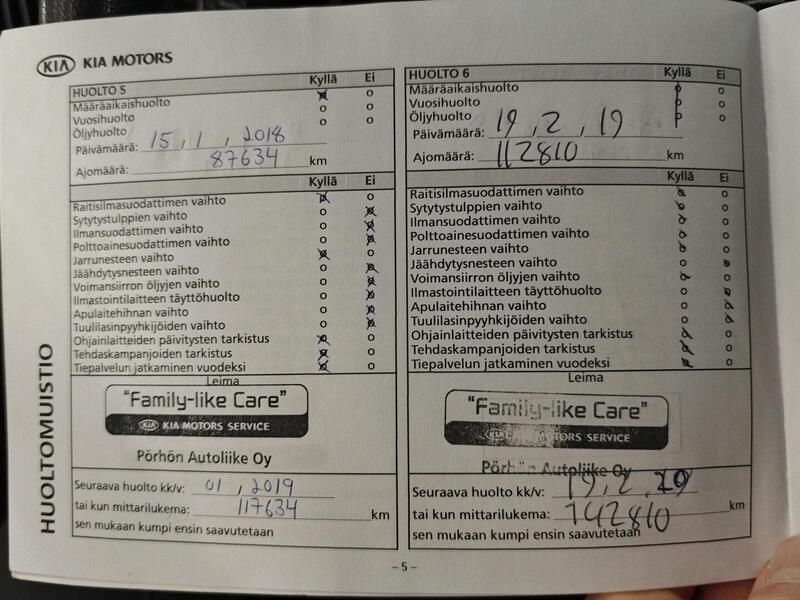 KIA KIA MOTORS
HUOLTO 5 Kyllä Ei
Määräaikaishuolto
Vuosihuolto
Öljyhuolto
Päivämäärä: 15, 1, 2018
Ajomäärä: 87634 km
Kyllä Ei
Raitisilmasuodattimen vaihto
Sytytystulppien vaihto
Ilmansuodattimen vaihto
Polttoainesuodattimen vaihto
Jarrunesteen vaihto
Jäähdytysnesteen vaihto
Voimansiirron öljyjen vaihto
Ilmastointilaitteen täyttöhuolto
Apulaitehihnan vaihto
Tuulilasinpyyhkijöiden vaihto
Ohjainlaitteiden päivitysten tarkistus
Tehdaskampanjoiden tarkistus
Tiepalvelun jatkaminen vuodeksi
Leima
"Family-like Care"
KIA KIA MOTORS SERVICE
Pörhön Autoliike Oy
Seuraava huolto kk/v: 01, 2019
tai kun mittarilukema: 117634 km
sen mukaan kumpi ensin saavutetaan
HUOLTO 6 Kyllä Ei
Määräaikaishuolto
Vuosihuolto
Öljyhuolto
Päivämäärä: 19, 2, 19
Ajomäärä: 112810 km
Kyllä Ei
Raitisilmasuodattimen vaihto
Sytytystulppien vaihto
Ilmansuodattimen vaihto
Polttoainesuodattimen vaihto
Jarrunesteen vaihto
Jäähdytysnesteen vaihto
Voimansiirron öljyjen vaihto
Ilmastointilaitteen täyttöhuolto
Apulaitehihnan vaihto
Tuulilasinpyyhkijöiden vaihto
Ohjainlaitteiden päivitysten tarkistus
Tehdaskampanjoiden tarkistus
Tiepalvelun jatkaminen vuodeksi
Leima
"Family-like Care"
KIA KIA MOTORS SERVICE
Pörhön Autoliike Oy
Seuraava huolto kk/v: 19, 2, 20
tai kun mittarilukema: 142810 km
sen mukaan kumpi ensin saavutetaan
HUOLTOMUISTIO
– 5 –